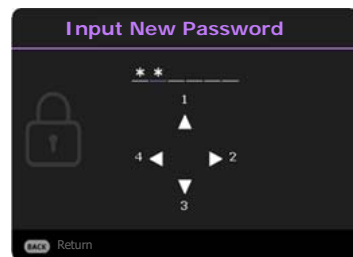 Input New Password
* * _ _ _ _
1
4 2
3
BACK Return